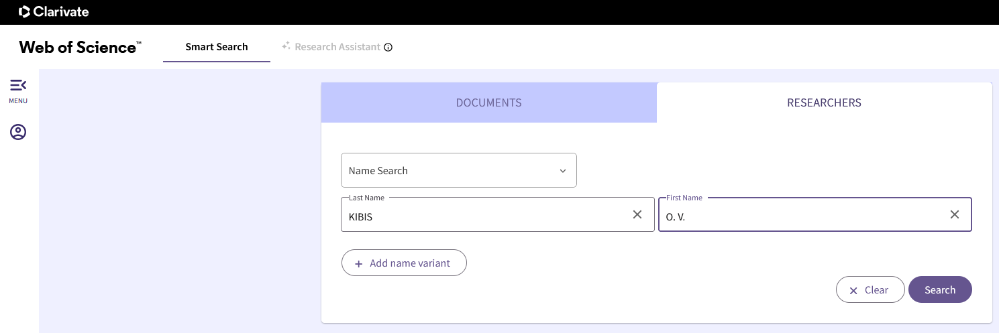 Clarivate
Web of Science™
Smart Search
Research Assistant
MENU
DOCUMENTS
RESEARCHERS
Name Search
Last Name
KIBIS
First Name
O. V.
+ Add name variant
Clear
Search